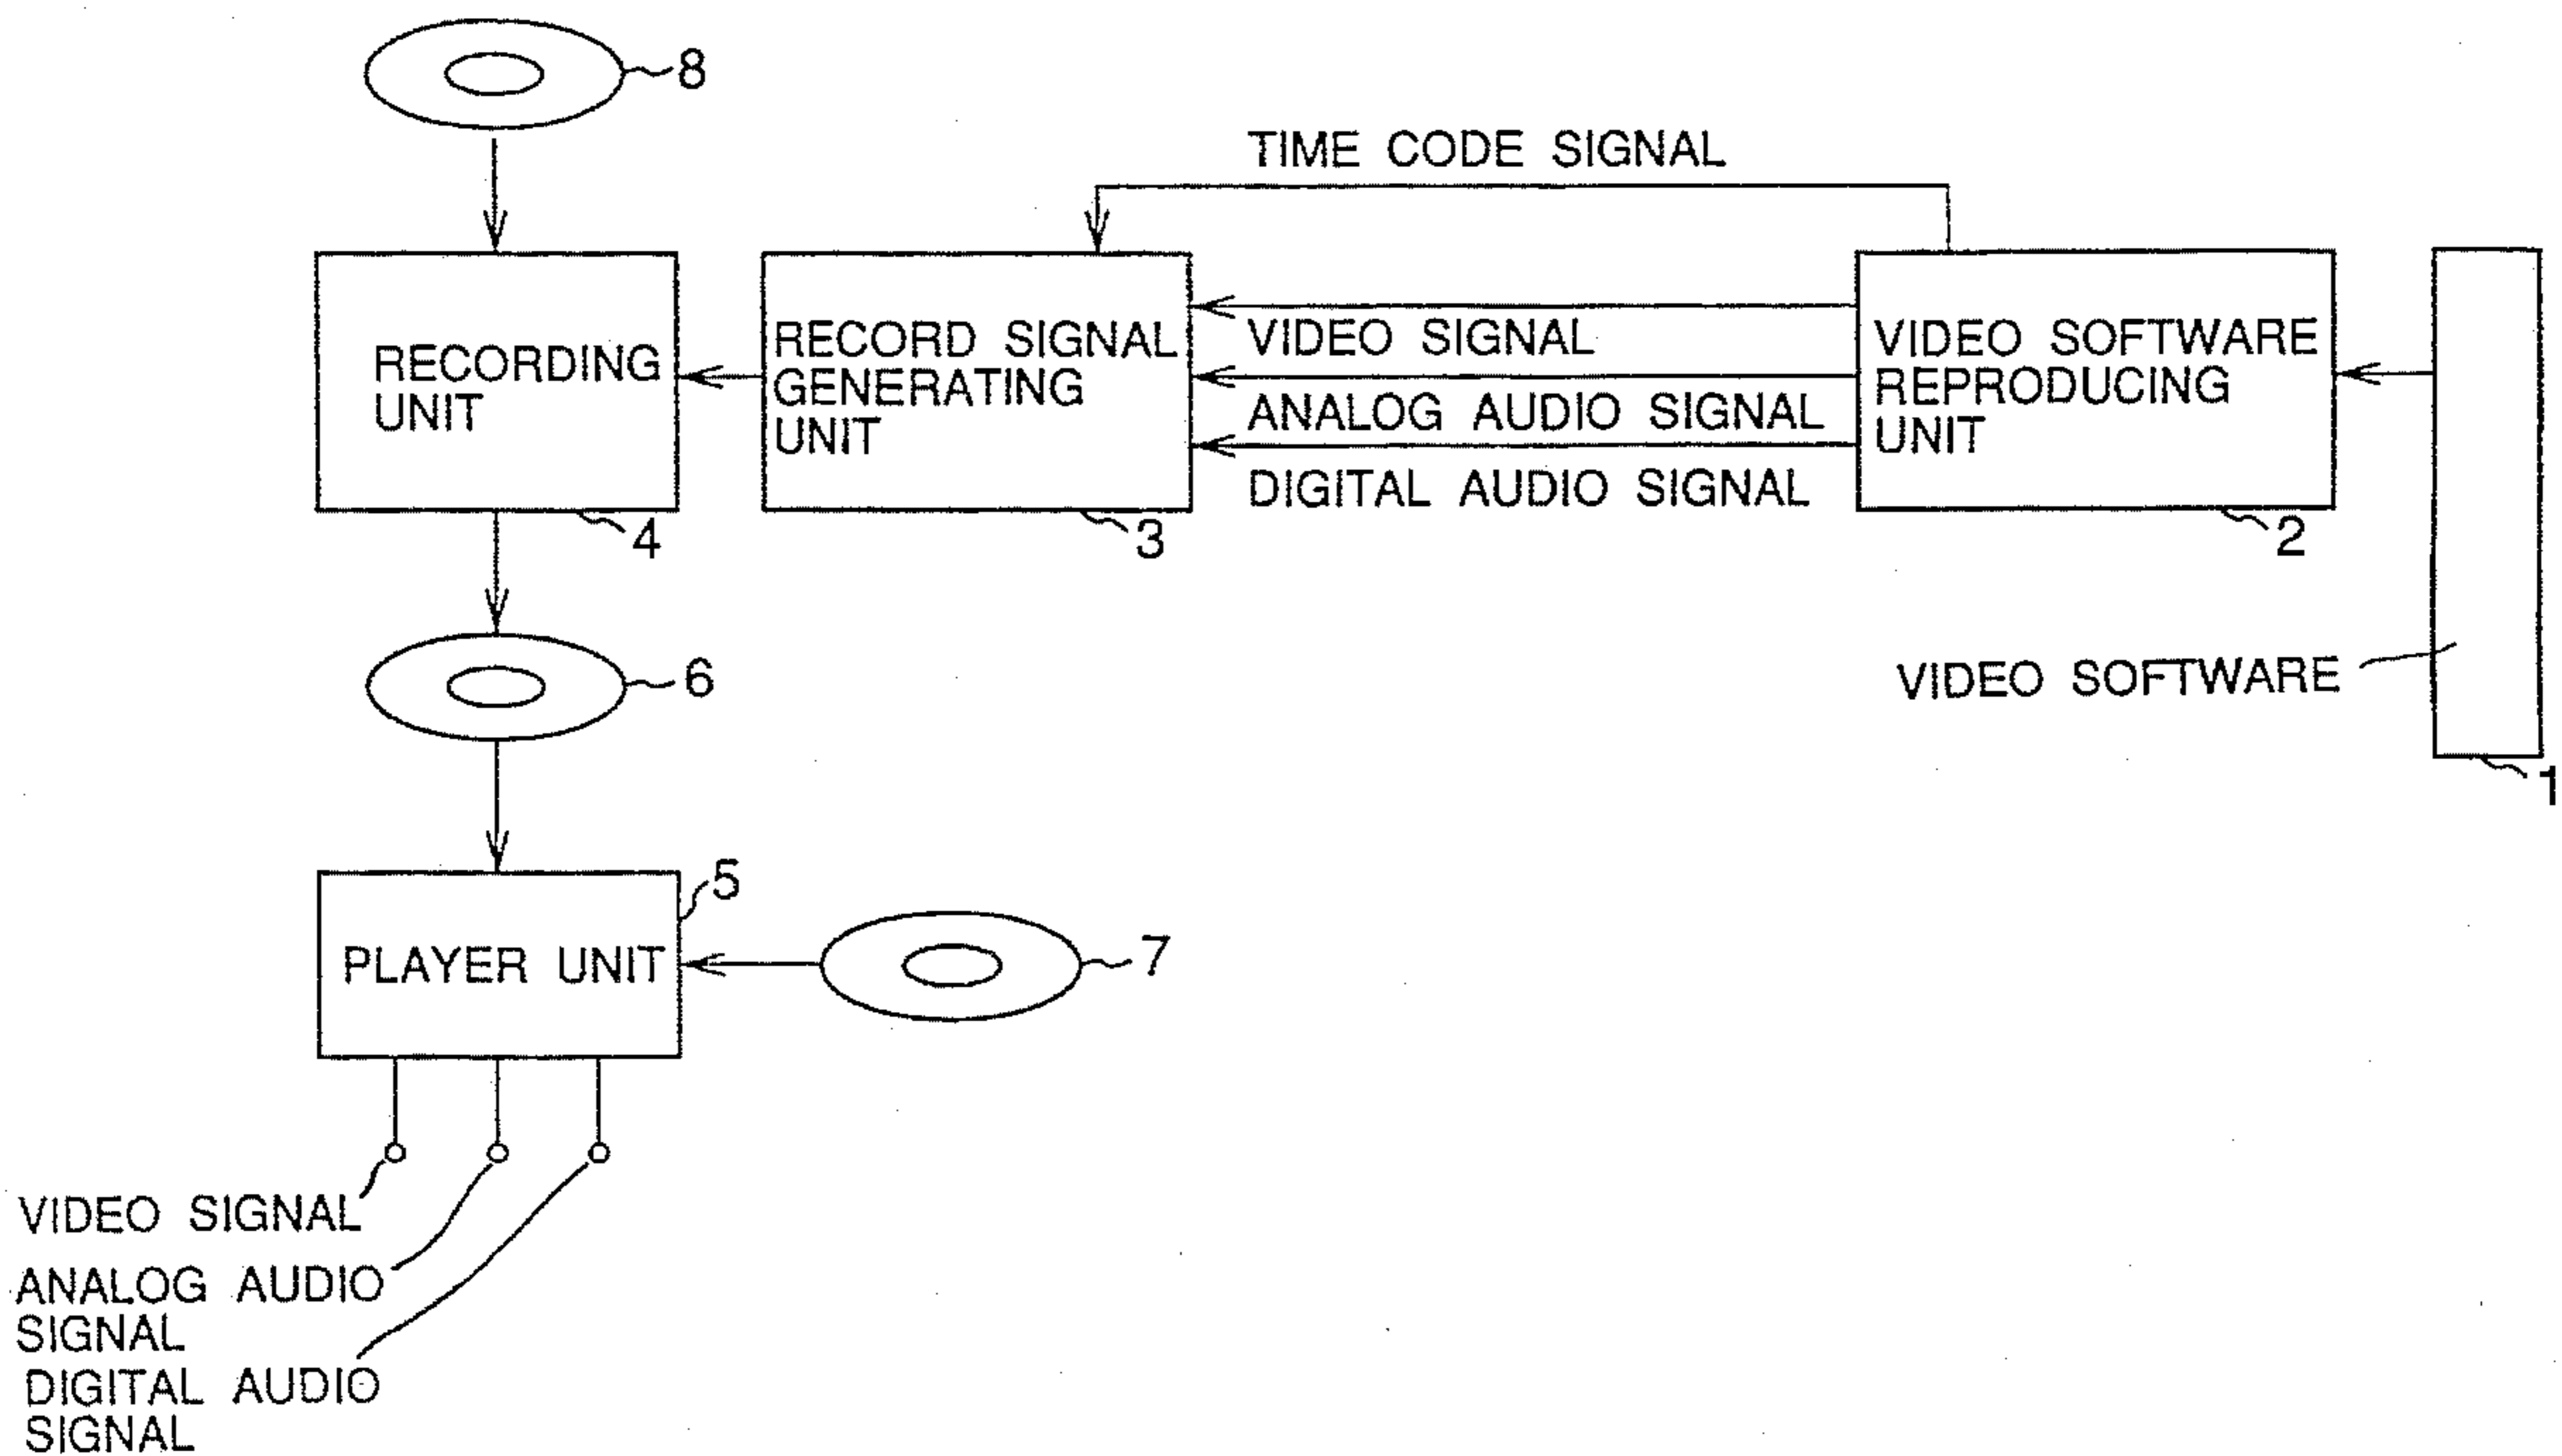 8
TIME CODE SIGNAL
RECORDING
UNIT
4
RECORD SIGNAL
GENERATING
UNIT
3
VIDEO SIGNAL
ANALOG AUDIO SIGNAL
DIGITAL AUDIO SIGNAL
VIDEO SOFTWARE
REPRODUCING
UNIT
2
6
VIDEO SOFTWARE
1
5
PLAYER UNIT
7
VIDEO SIGNAL
ANALOG AUDIO
SIGNAL
DIGITAL AUDIO
SIGNAL